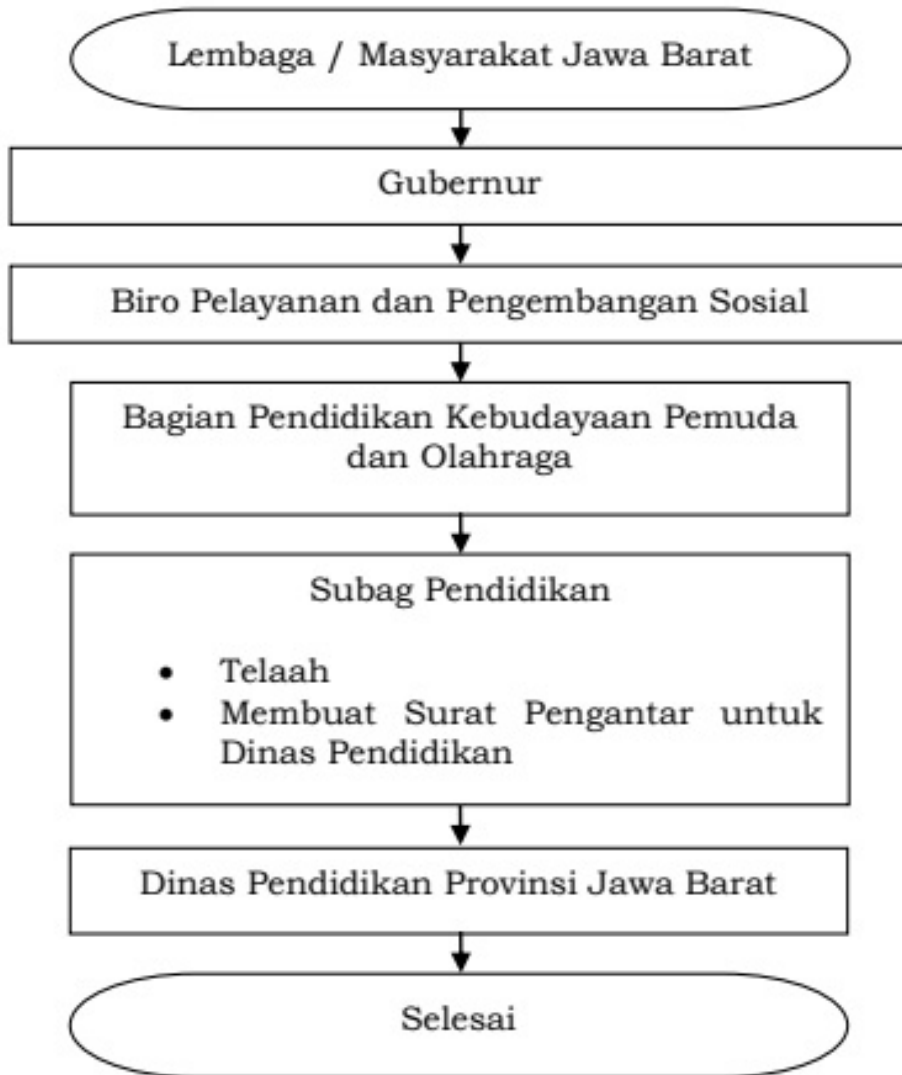 Lembaga / Masyarakat Jawa Barat
Gubernur
Biro Pelayanan dan Pengembangan Sosial
Bagian Pendidikan Kebudayaan Pemuda
dan Olahraga
Subag Pendidikan
• Telaah
• Membuat Surat Pengantar untuk
Dinas Pendidikan
Dinas Pendidikan Provinsi Jawa Barat
Selesai